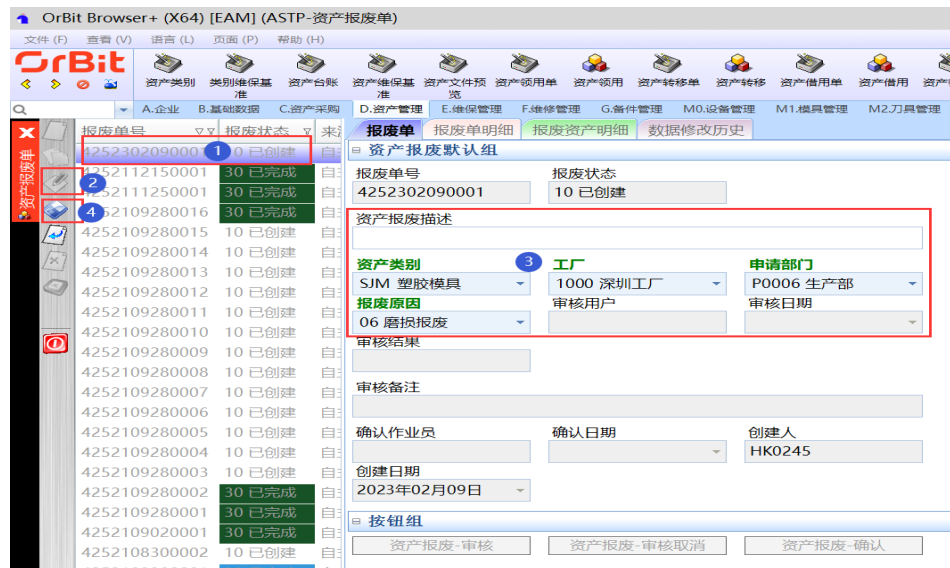 OrBit Browser+ (X64) [EAM] (ASTP-资产报废单)
文件 (F) 查看 (V) 语言 (L) 页面 (P) 帮助 (H)
OrBit
资产类别 类别维保基准 资产台账 资产维保基准 资产文件预览 资产领用单 资产领用 资产转移单 资产转移 资产借用单 资产借用
A.企业 B.基础数据 C.资产采购 D.资产管理 E.维保管理 F.维修管理 G.备件管理 M0.设备管理 M1.模具管理 M2.刀具管理
资产报废单
报废单号 报废状态
报废单 报废单明细 报废资产明细 数据修改历史
4252302090001 1 10 已创建
4252112150001 30 已完成
2
4252111250001 30 已完成
4
4252109280016 30 已完成
4252109280015 10 已创建
4252109280014 10 已创建
4252109280013 10 已创建
4252109280012 10 已创建
4252109280011 10 已创建
4252109280010 10 已创建
4252109280009 10 已创建
4252109280008 10 已创建
4252109280007 10 已创建
4252109280006 10 已创建
4252109280005 10 已创建
4252109280004 10 已创建
4252109280003 10 已创建
4252109280002 30 已完成
4252109280001 30 已完成
4252109020001 30 已完成
4252108300002 10 已创建
资产报废默认组
报废单号 报废状态
4252302090001 10 已创建
资产报废描述
3
资产类别 工厂 申请部门
SJM 塑胶模具 1000 深圳工厂 P0006 生产部
报废原因 审核用户 审核日期
06 磨损报废
审核结果
审核备注
确认作业员 确认日期 创建人
HK0245
创建日期
2023年02月09日
按钮组
资产报废-审核 资产报废-审核取消 资产报废-确认